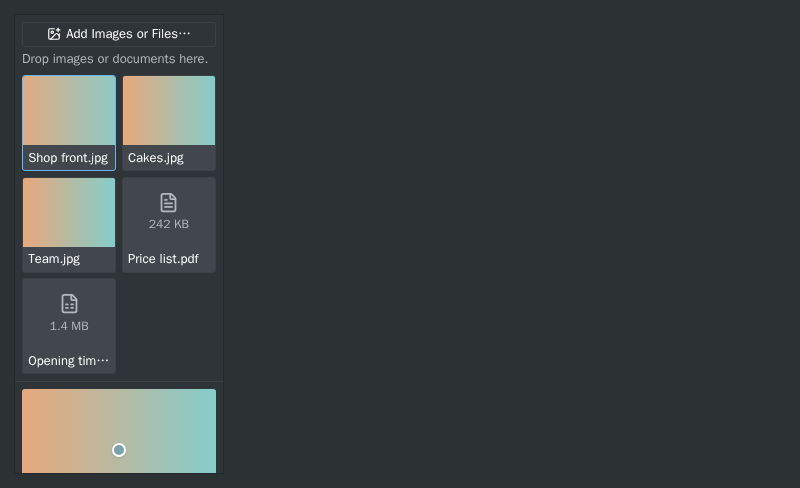 Add Images or Files···
Drop images or documents here.
Shop front.jpg
Cakes.jpg
Team.jpg
242 KB
Price list.pdf
1.4 MB
Opening tim···